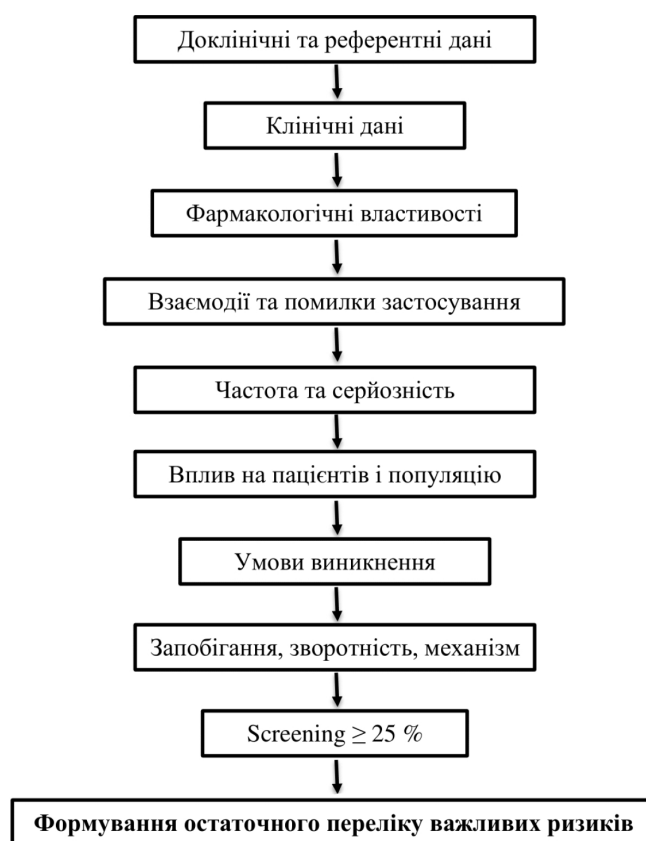 Доклінічні та референтні дані
Клінічні дані
Фармакологічні властивості
Взаємодії та помилки застосування
Частота та серйозність
Вплив на пацієнтів і популяцію
Умови виникнення
Запобігання, зворотність, механізм
Screening ≥ 25 %
Формування остаточного переліку важливих ризиків